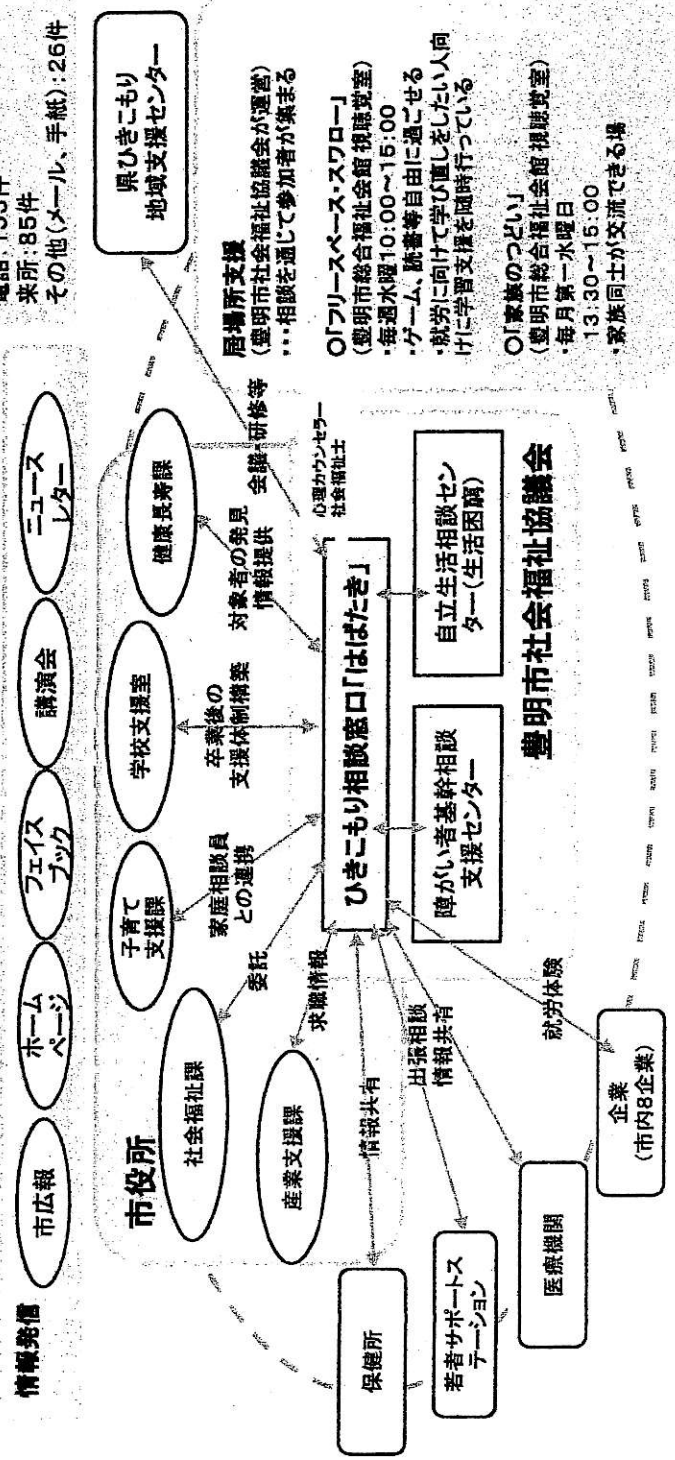 情報発信
市広報
ホーム
ページ
フェイス
ブック
講演会
ニュース
レター
来所:85件
その他(メール、手紙):26件
市役所
社会福祉課
子育て
支援課
学校支援室
健康長寿課
産業支援課
県ひきこもり
地域支援センター
委託
家庭相談員
との連携
卒業後の
支援体制構築
対象者の発見
情報提供
会議・研修等
求職情報
情報共有
出張相談
情報共有
就労体験
ひきこもり相談窓口「はばたき」
心理カウンセラー
社会福祉士
障がい者基幹相談
支援センター
自立生活相談セン
ター(生活困窮)
豊明市社会福祉協議会
保健所
若者サポートス
テーション
医療機関
企業
(市内8企業)
居場所支援
(豊明市社会福祉協議会が運営)
・・・相談を通じて参加者が集まる
○「フリースペース・スワロー」
(豊明市総合福祉会館 視聴覚室)
・毎週水曜10:00~15:00
・ゲーム、読書等自由に過ごせる
・就労に向けて学び直しをしたい人向
けに学習支援を随時行っている
○「家族のつどい」
(豊明市総合福祉会館 視聴覚室)
・毎月第一水曜日
13:30~15:00
・家族同士が交流できる場